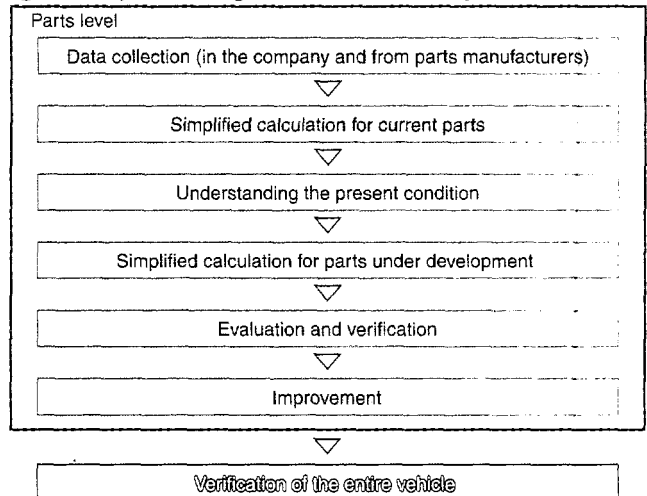 Parts level
Data collection (in the company and from parts manufacturers)
Simplified calculation for current parts
Understanding the present condition
Simplified calculation for parts under development
Evaluation and verification
Improvement
Verification of the entire vehicle